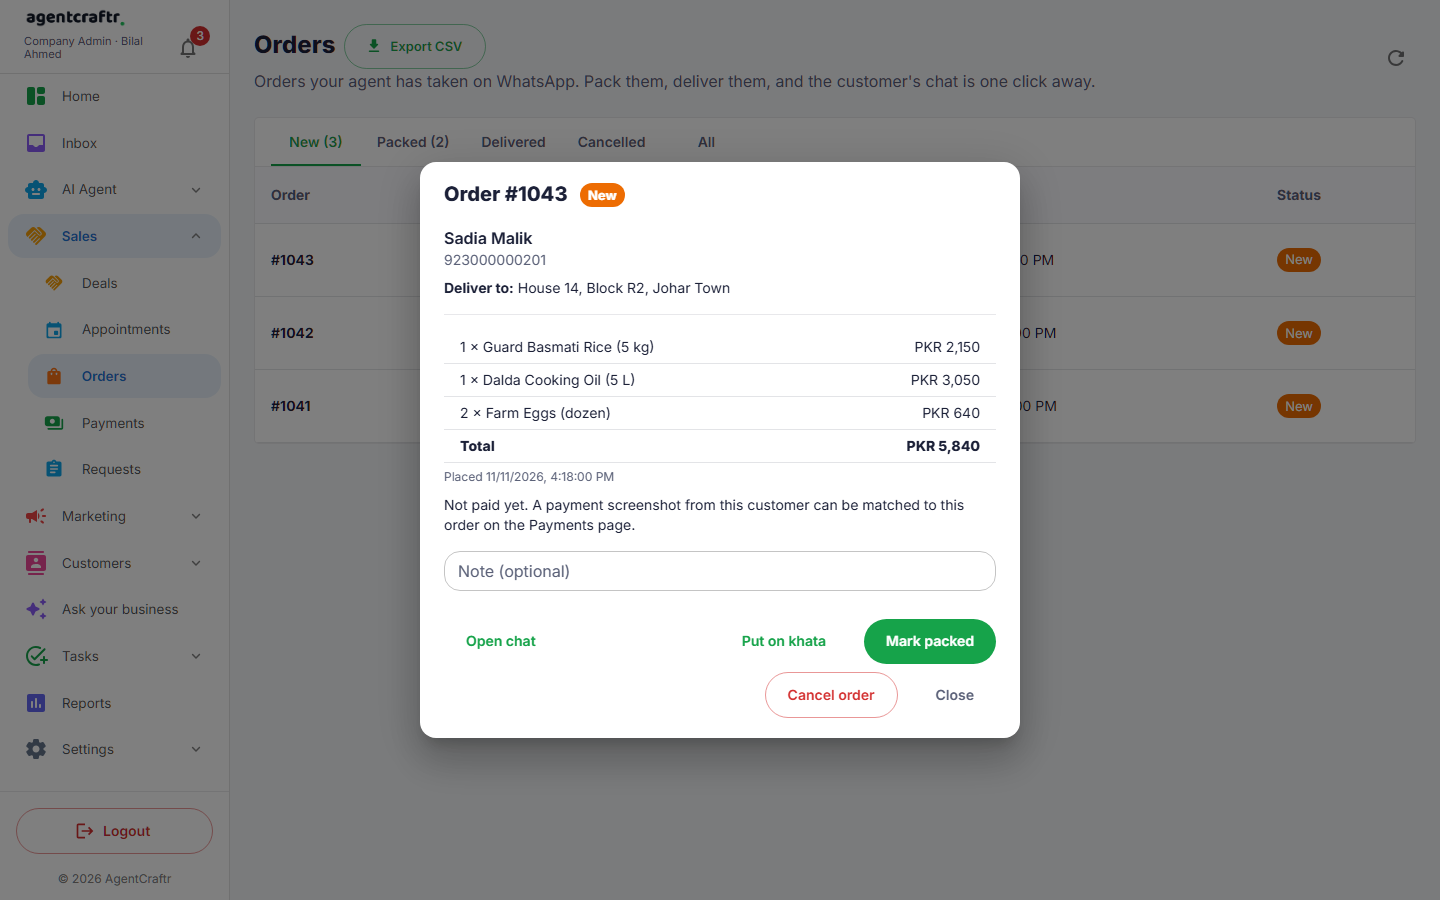 agentcraftr.
Company Admin · Bilal
Ahmed
3
Home
Inbox
AI Agent
Sales
Deals
Appointments
Orders
Payments
Requests
Marketing
Customers
Ask your business
Tasks
Reports
Settings
Logout
© 2026 AgentCraftr
Orders
Export CSV
Orders your agent has taken on WhatsApp. Pack them, deliver them, and the customer's chat is one click away.
New (3) Packed (2) Delivered Cancelled All
Order Status
#1043 PM New
#1042 PM New
#1041 PM New
Order #1043 New
Sadia Malik
923000000201
Deliver to: House 14, Block R2, Johar Town
1 × Guard Basmati Rice (5 kg) PKR 2,150
1 × Dalda Cooking Oil (5 L) PKR 3,050
2 × Farm Eggs (dozen) PKR 640
Total PKR 5,840
Placed 11/11/2026, 4:18:00 PM
Not paid yet. A payment screenshot from this customer can be matched to this
order on the Payments page.
Note (optional)
Open chat Put on khata Mark packed
Cancel order Close